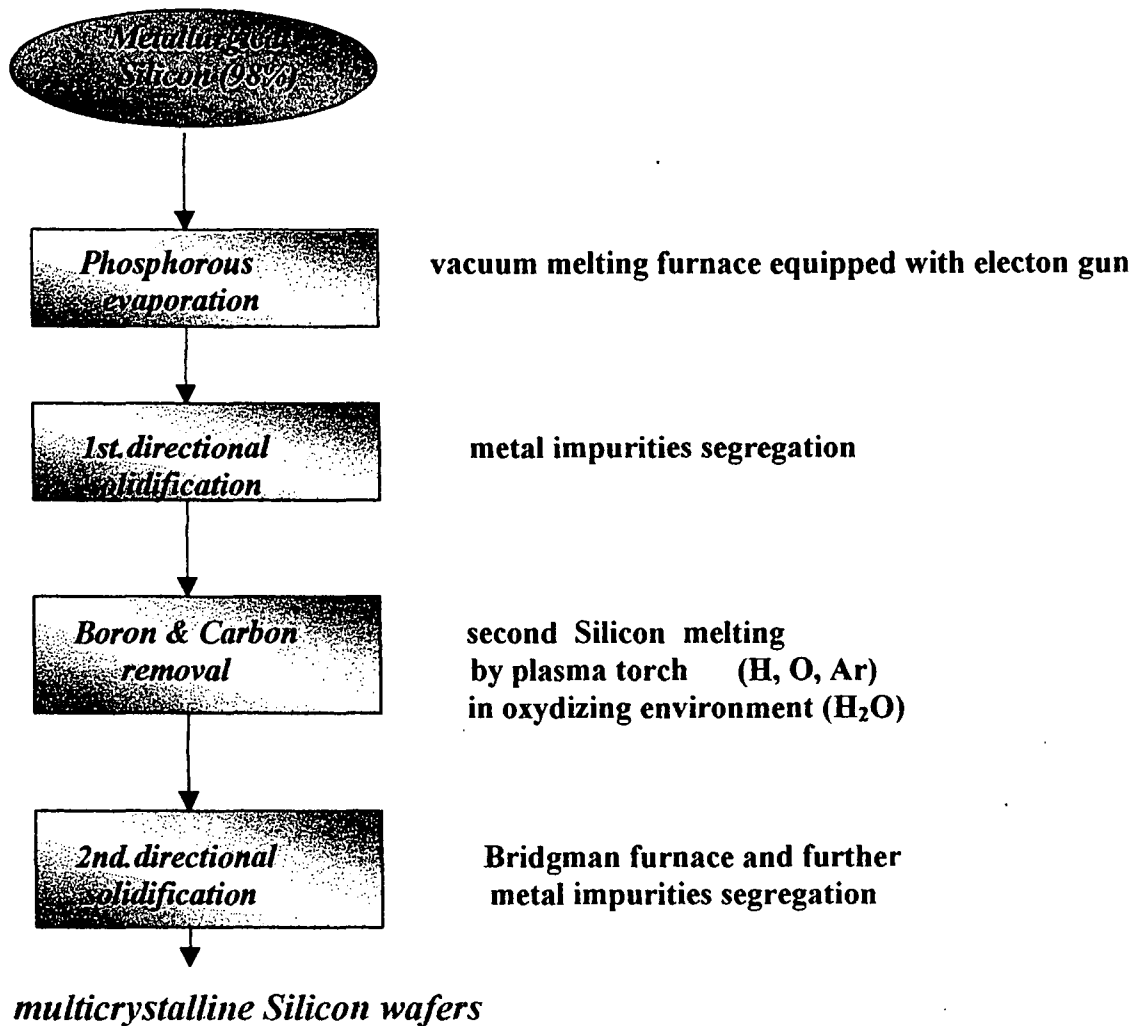 Metallurgical
Silicon (98%)
Phosphorous
evaporation
vacuum melting furnace equipped with electon gun
1st. directional
solidification
metal impurities segregation
Boron & Carbon
removal
second Silicon melting
by plasma torch (H, O, Ar)
in oxydizing environment (H₂O)
2nd. directional
solidification
Bridgman furnace and further
metal impurities segregation
multicrystalline Silicon wafers